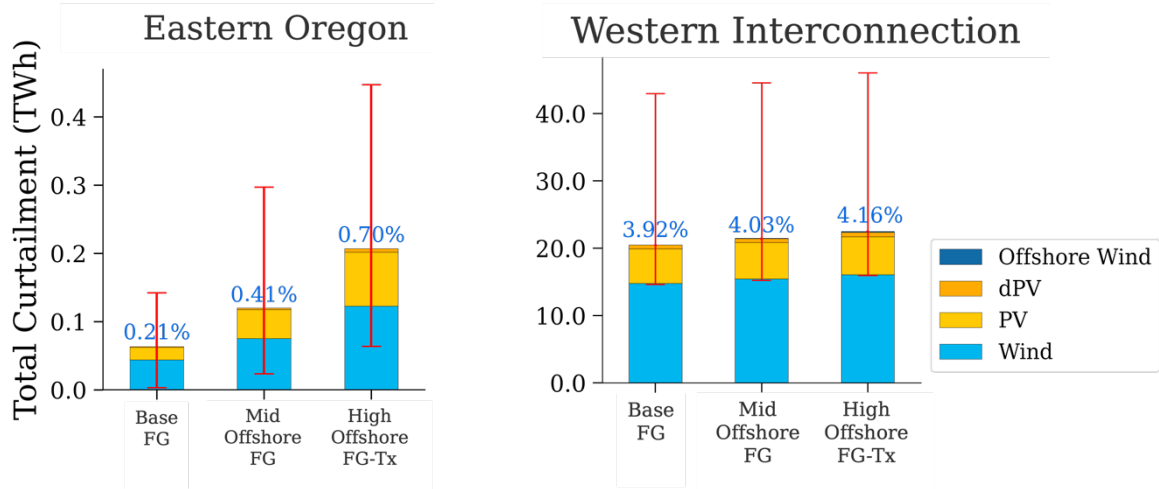 Eastern Oregon
Total Curtailment (TWh)
0.4
0.3
0.2
0.1
0.0
0.21%
0.41%
0.70%
Base
FG
Mid
Offshore
FG
High
Offshore
FG-Tx
Western Interconnection
40.0
30.0
20.0
10.0
0.0
3.92%
4.03%
4.16%
Base
FG
Mid
Offshore
FG
High
Offshore
FG-Tx
Offshore Wind
dPV
PV
Wind